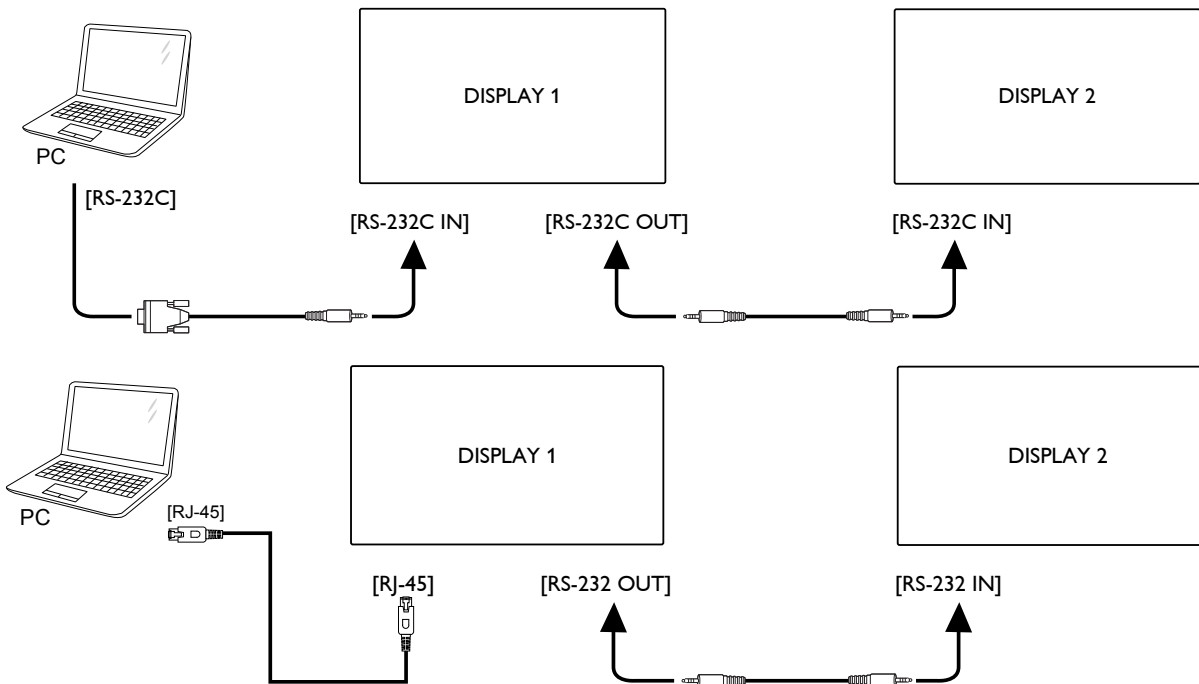 DISPLAY 1
DISPLAY 2
PC
[RS-232C]
[RS-232C IN]
[RS-232C OUT]
[RS-232C IN]
DISPLAY 1
DISPLAY 2
PC
[RJ-45]
[RJ-45]
[RS-232 OUT]
[RS-232 IN]